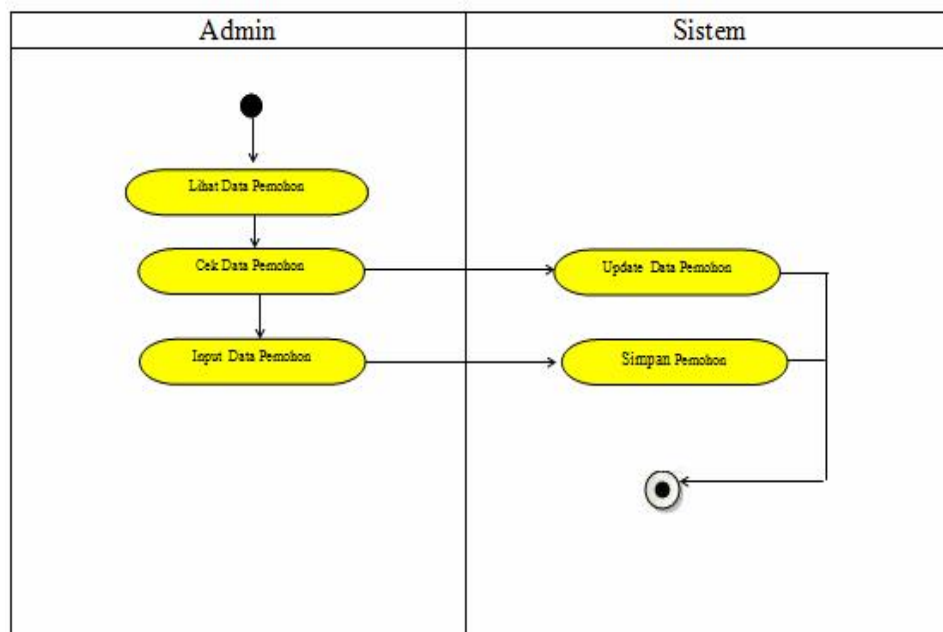 Admin
Sistem
Lihat Data Pemohon
Cek Data Pemohon
Update Data Pemohon
Input Data Pemohon
Simpan Pemohon